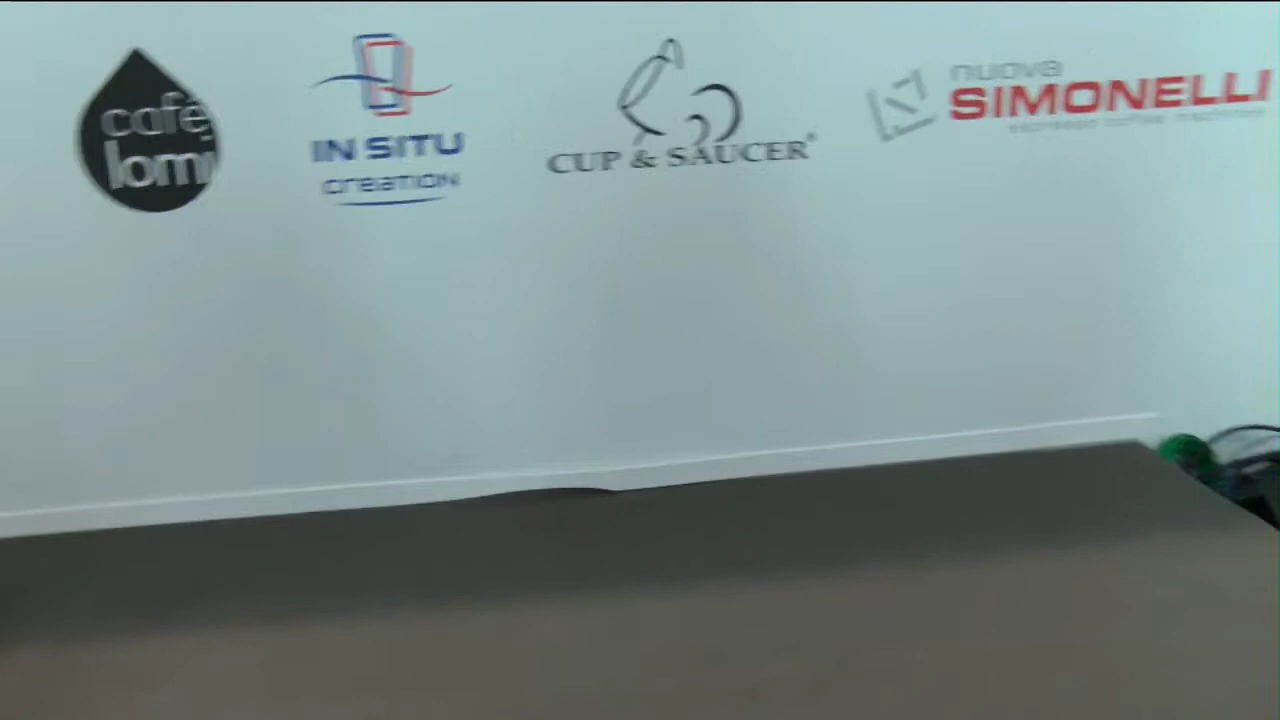 café
lomi
IN SITU
creation
CUP & SAUCER®
nuova
SIMONELLI